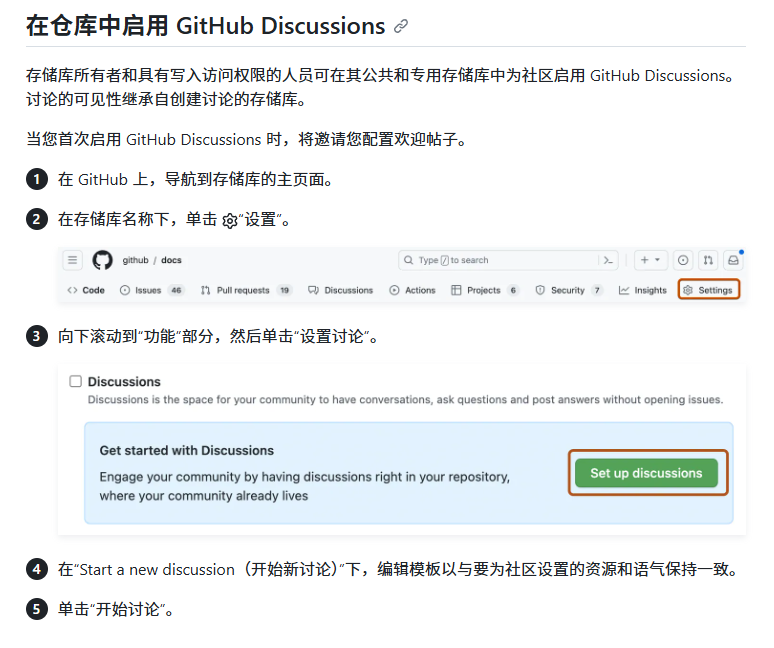 在仓库中启用 GitHub Discussions
存储库所有者和具有写入访问权限的人员可在其公共和专用存储库中为社区启用 GitHub Discussions。
讨论的可见性继承自创建讨论的存储库。
当您首次启用 GitHub Discussions 时，将邀请您配置欢迎帖子。
1 在 GitHub 上，导航到存储库的主页面。
2 在存储库名称下，单击 “设置”。
github / docs Type / to search
Code Issues 46 Pull requests 19 Discussions Actions Projects 6 Security 7 Insights Settings
3 向下滚动到“功能”部分，然后单击“设置讨论”。
Discussions
Discussions is the space for your community to have conversations, ask questions and post answers without opening issues.
Get started with Discussions
Engage your community by having discussions right in your repository,
where your community already lives
Set up discussions
4 在“Start a new discussion（开始新讨论）”下，编辑模板以与要为社区设置的资源和语气保持一致。
5 单击“开始讨论”。